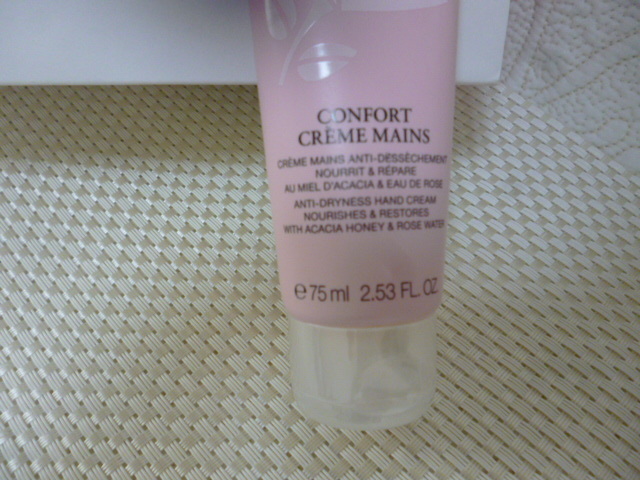 CONFORT
CRÈME MAINS
CRÈME MAINS ANTI-DESSÈCHEMENT
NOURRIT & RÉPARE
AU MIEL D'ACACIA & EAU DE ROSE
ANTI-DRYNESS HAND CREAM
NOURISHES & RESTORES
WITH ACACIA HONEY & ROSE WATER
e 75 ml 2.53 FL. OZ.